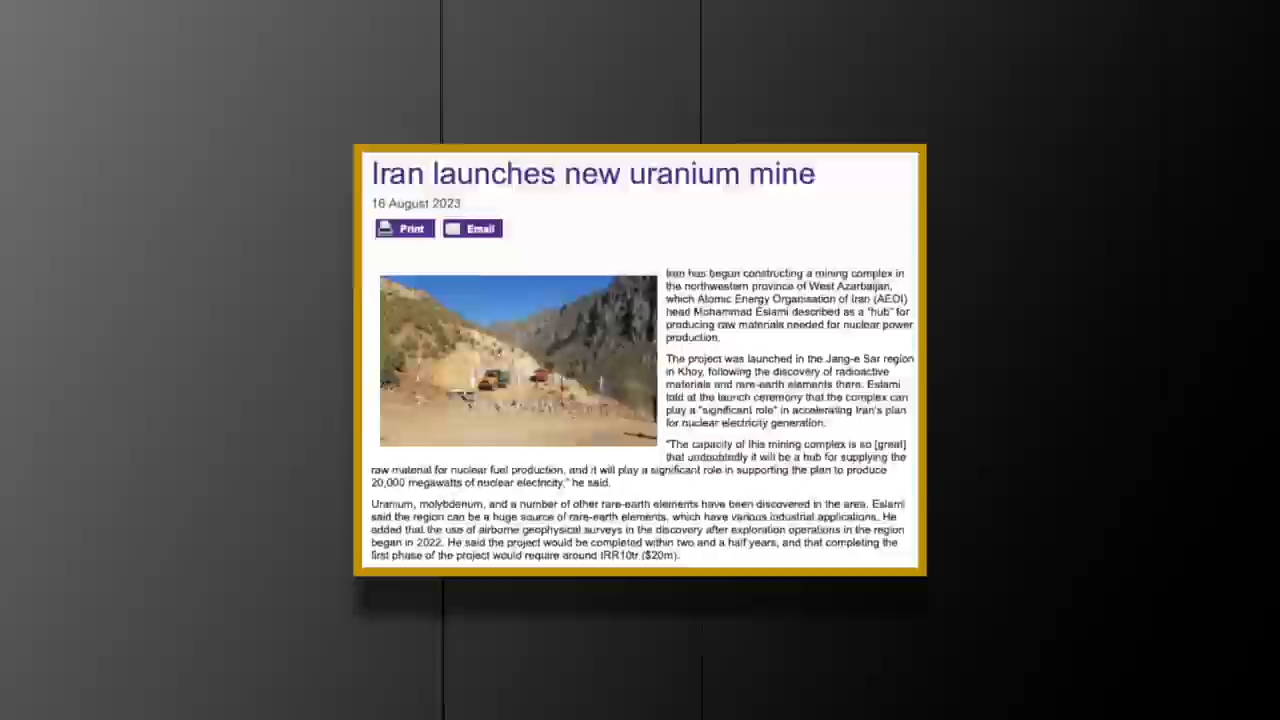 Iran launches new uranium mine
16 August 2023
Print Email
Iran has begun constructing a mining complex in
the northwestern province of West Azarbaijan,
which Atomic Energy Organisation of Iran (AEOI)
head Mohammad Eslami described as a "hub" for
producing raw materials needed for nuclear power
production.
The project was launched in the Jang-e Sar region
in Khoy, following the discovery of radioactive
materials and rare-earth elements there. Eslami
told at the launch ceremony that the complex can
play a "significant role" in accelerating Iran's plan
for nuclear electricity generation.
"The capacity of this mining complex is so [great]
that undoubtedly it will be a hub for supplying the
raw material for nuclear fuel production, and it will play a significant role in supporting the plan to produce
20,000 megawatts of nuclear electricity," he said.
Uranium, molybdenum, and a number of other rare-earth elements have been discovered in the area. Eslami
said the region can be a huge source of rare-earth elements, which have various industrial applications. He
added that the use of airborne geophysical surveys in the discovery after exploration operations in the region
began in 2022. He said the project would be completed within two and a half years, and that completing the
first phase of the project would require around IRR10tr ($20m).